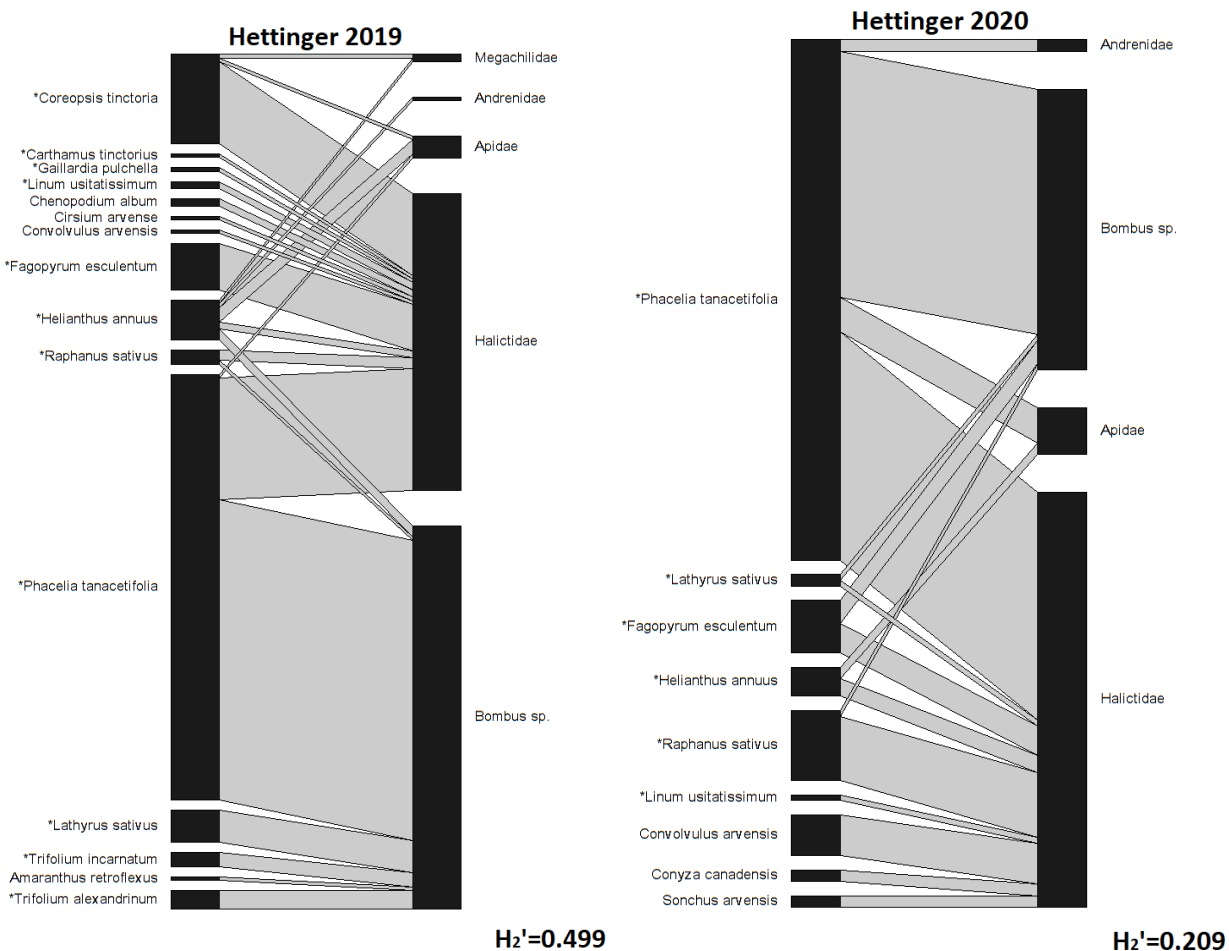 Hettinger 2019
*Coreopsis tinctoria
*Carthamus tinctorius
*Gaillardia pulchella
*Linum usitatissimum
Chenopodium album
Cirsium arvense
Convolvulus arvensis
*Fagopyrum esculentum
*Helianthus annuus
*Raphanus sativus
*Phacelia tanacetifolia
*Lathyrus sativus
*Trifolium incarnatum
Amaranthus retroflexus
*Trifolium alexandrinum
Megachilidae
Andrenidae
Apidae
Halictidae
Bombus sp.
H₂'=0.499
Hettinger 2020
*Phacelia tanacetifolia
*Lathyrus sativus
*Fagopyrum esculentum
*Helianthus annuus
*Raphanus sativus
*Linum usitatissimum
Convolvulus arvensis
Conyza canadensis
Sonchus arvensis
Andrenidae
Bombus sp.
Apidae
Halictidae
H₂'=0.209